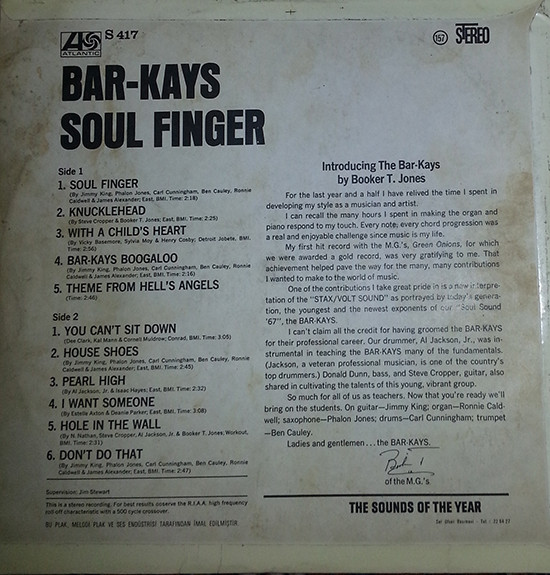 ATLANTIC
S 417
157
STEREO
BAR-KAYS
SOUL FINGER
Side 1
1. SOUL FINGER
(By Jimmy King, Phalon Jones, Carl Cunningham, Ben Cauley, Ronnie
Caldwell & James Alexander; East, BMI. Time: 2:18)
2. KNUCKLEHEAD
(By Steve Cropper & Booker T. Jones; East, BMI, Time: 2:25)
3. WITH A CHILD'S HEART
(By Vicky Basemore, Sylvia Moy & Henry Cosby; Detroit Jobete, BMI.
Time: 2:56)
4. BAR-KAYS BOOGALOO
(By Jimmy King, Phalon Jones, Carl Cunningham, Ben Cauley, Ronnie
Caldwell & James Alexander; East, BMI. Time: 2:16)
5. THEME FROM HELL'S ANGELS
(Time: 2:46)
Side 2
1. YOU CAN'T SIT DOWN
(Dee Clark, Kal Mann & Cornell Muldrow; Conrad, BMI. Time: 3:05)
2. HOUSE SHOES
(By Jimmy King, Phalon Jones, Carl Cunningham, Ben Cauley, Ronnie
Caldwell & James Alexander; East, BMI. Time: 2:45)
3. PEARL HIGH
(By Al Jackson, Jr. & Isaac Hayes; East, BMI. Time: 2:32)
4. I WANT SOMEONE
(By Estelle Axton & Deanie Parker; East, BMI. Time: 3:08)
5. HOLE IN THE WALL
(By N. Nathan, Steve Cropper, Al Jackson, Jr. & Booker T. Jones; Workout,
BMI. Time: 2:31)
6. DON'T DO THAT
(By Jimmy King, Phalon Jones, Carl Cunningham, Ben Cauley, Ronnie
Caldwell & James Alexander; East, BMI. Time: 2:47)
Supervision: Jim Stewart
This is a stereo recording. For best results observe the R.I.A.A. high frequency
roll-off characteristic with a 500 cycle crossover.
BU PLAK, MELODİ PLAK VE SES ENDÜSTRİSİ TARAFINDAN İMAL EDİLMİŞTİR.
Introducing The Bar-Kays
by Booker T. Jones
For the last year and a half I have relived the time I spent in
developing my style as a musician and artist.
I can recall the many hours I spent in making the organ and
piano respond to my touch. Every note; every chord progression was
a real and enjoyable challenge since music is my life.
My first hit record with the M.G.'s, Green Onions, for which
we were awarded a gold record, was very gratifying to me. That
achievement helped pave the way for the many, many contributions
I wanted to make to the world of music.
One of the contributions I take great pride in is a new interpre-
tation of the "STAX/VOLT SOUND" as portrayed by today's genera-
tion, the youngest and the newest exponents of our "Soul Sound
'67", the BAR-KAYS.
I can't claim all the credit for having groomed the BAR-KAYS
for their professional career. Our drummer, Al Jackson, Jr., was in-
strumental in teaching the BAR-KAYS many of the fundamentals.
(Jackson, a veteran professional musician, is one of the country's
top drummers.) Donald Dunn, bass, and Steve Cropper, guitar, also
shared in cultivating the talents of this young, vibrant group.
So much for all of us as teachers. Now that you're ready we'll
bring on the students. On guitar—Jimmy King; organ—Ronnie Cald
well; saxophone—Phalon Jones; drums—Carl Cunningham; trumpet
—Ben Cauley.
Ladies and gentlemen . . . the BAR-KAYS.
of the M.G.'s.
THE SOUNDS OF THE YEAR